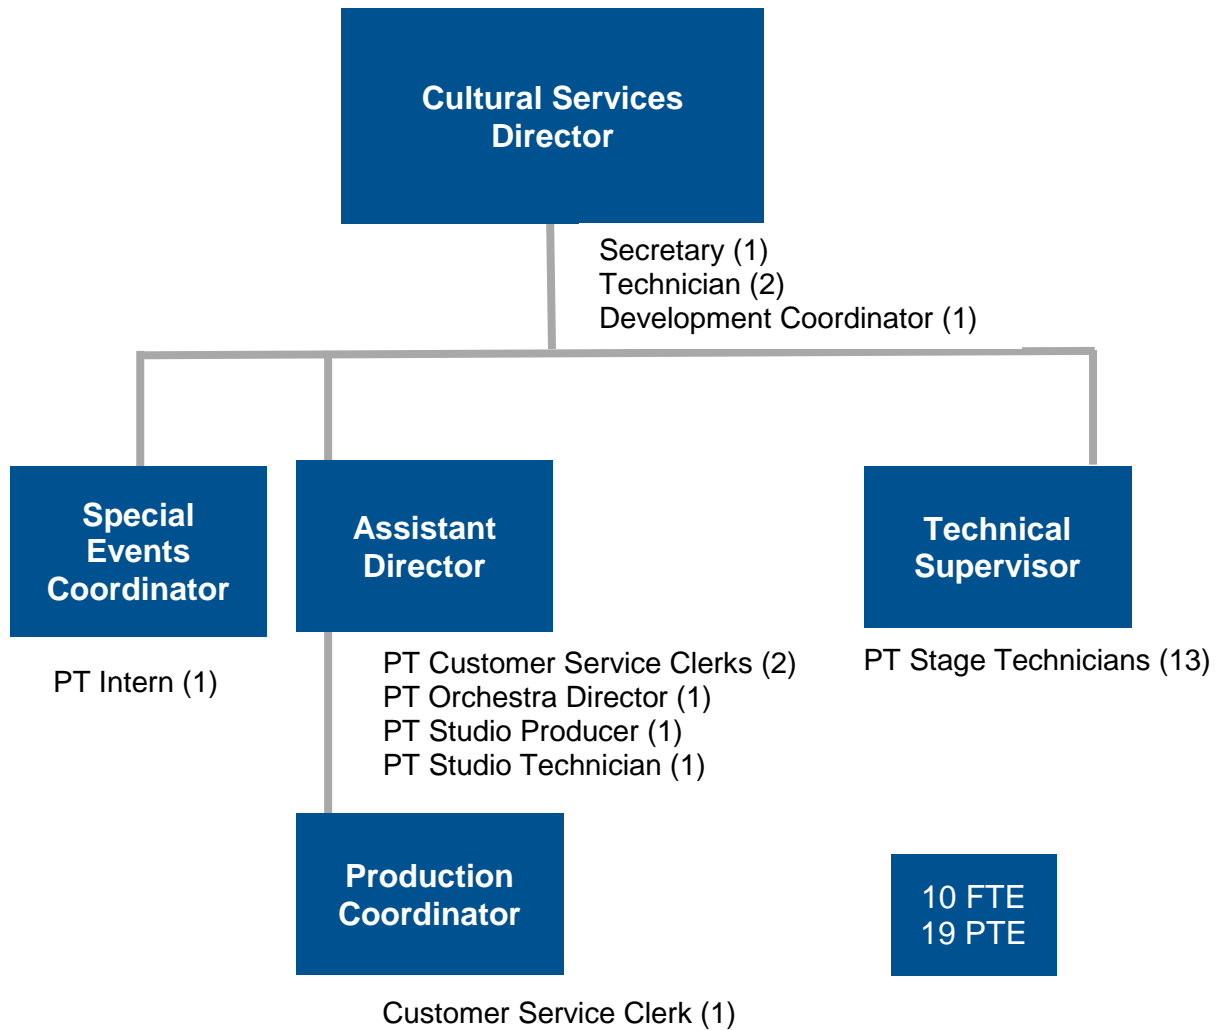 Cultural Services
Director
Secretary (1)
Technician (2)
Development Coordinator (1)
Special
Events
Coordinator
PT Intern (1)
Assistant
Director
PT Customer Service Clerks (2)
PT Orchestra Director (1)
PT Studio Producer (1)
PT Studio Technician (1)
Technical
Supervisor
PT Stage Technicians (13)
Production
Coordinator
Customer Service Clerk (1)
10 FTE
19 PTE